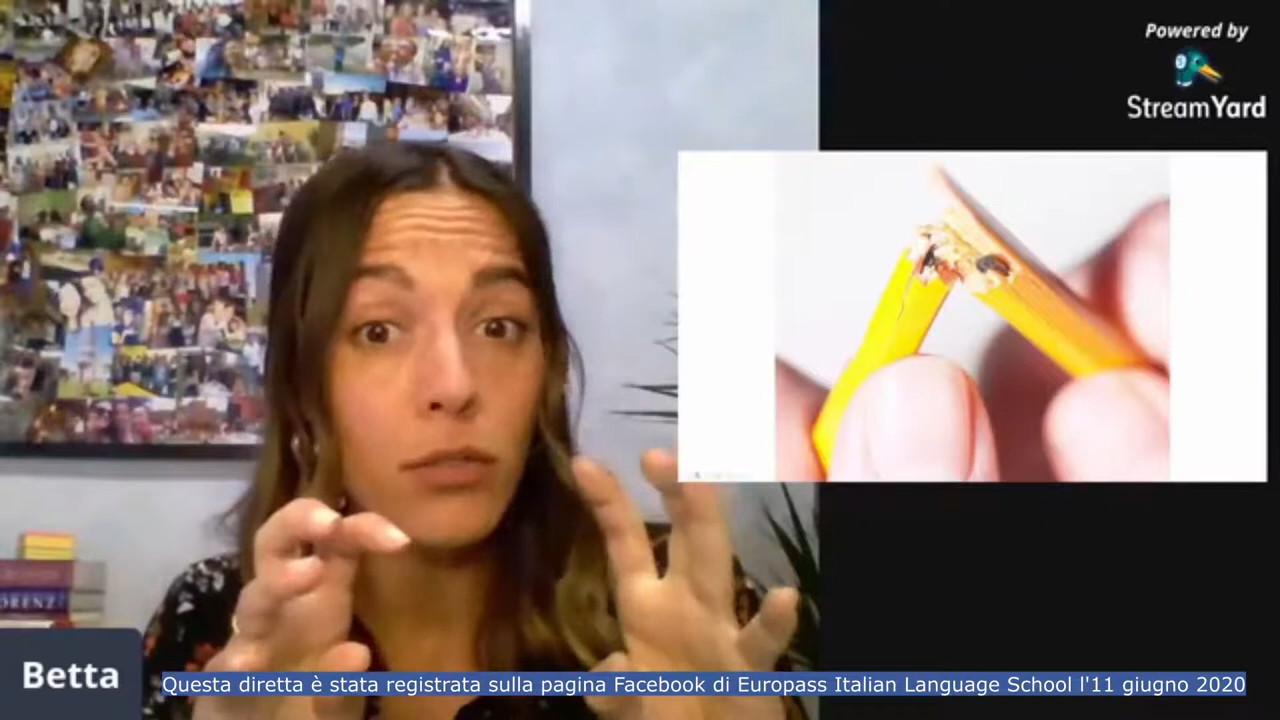 Powered by
StreamYard
ORENZ
Betta
Questa diretta è stata registrata sulla pagina Facebook di Europass Italian Language School l'11 giugno 2020